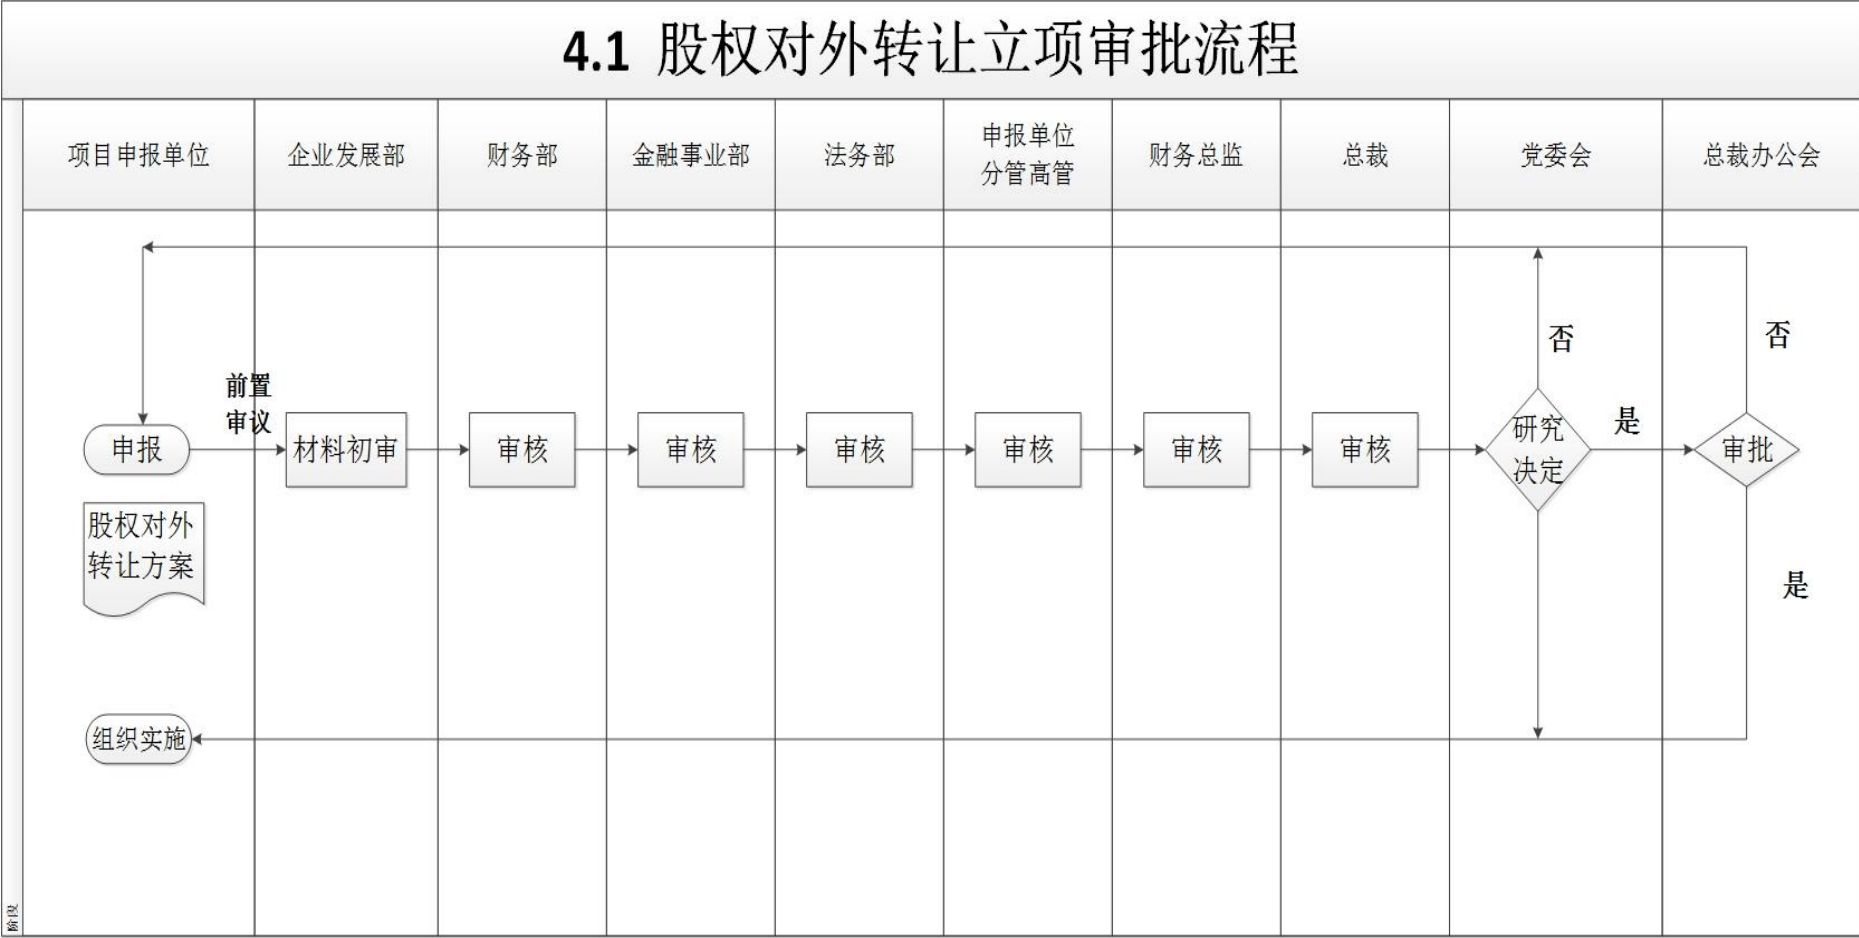 4.1 股权对外转让立项审批流程
项目申报单位
企业发展部
财务部
金融事业部
法务部
申报单位
分管高管
财务总监
总裁
党委会
总裁办公会
否
否
前置
审议
是
申报
材料初审
审核
审核
审核
审核
审核
审核
研究
决定
审批
股权对外
转让方案
是
组织实施
阶段